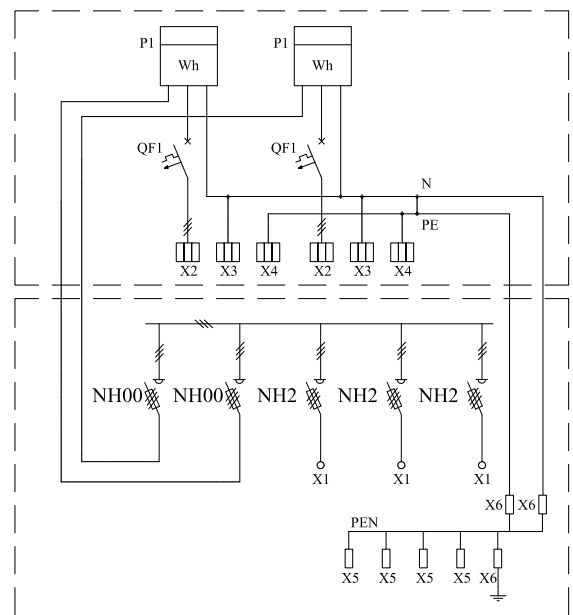 P1 P1
Wh Wh
QF1 QF1
N
PE
X2 X3 X4 X2 X3 X4
NH00 NH00 NH2 NH2 NH2
X1 X1 X1
X6 X6
PEN
X5 X5 X5 X5 X6